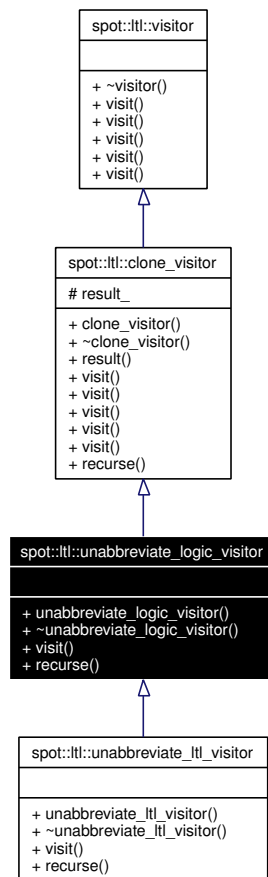 spot::ltl::visitor
+ ~visitor()
+ visit()
+ visit()
+ visit()
+ visit()
+ visit()
spot::ltl::clone_visitor
# result_
+ clone_visitor()
+ ~clone_visitor()
+ result()
+ visit()
+ visit()
+ visit()
+ visit()
+ visit()
+ recurse()
spot::ltl::unabbreviate_logic_visitor
+ unabbreviate_logic_visitor()
+ ~unabbreviate_logic_visitor()
+ visit()
+ recurse()
spot::ltl::unabbreviate_ltl_visitor
+ unabbreviate_ltl_visitor()
+ ~unabbreviate_ltl_visitor()
+ visit()
+ recurse()